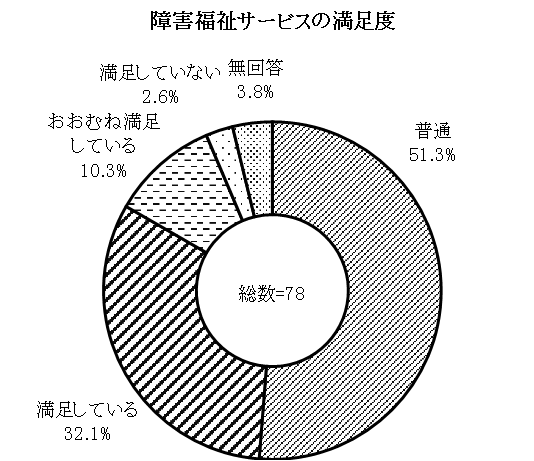 障害福祉サービスの満足度
無回答
3.8%
満足していない
2.6%
おおむね満足
している
10.3%
普通
51.3%
総数=78
満足している
32.1%